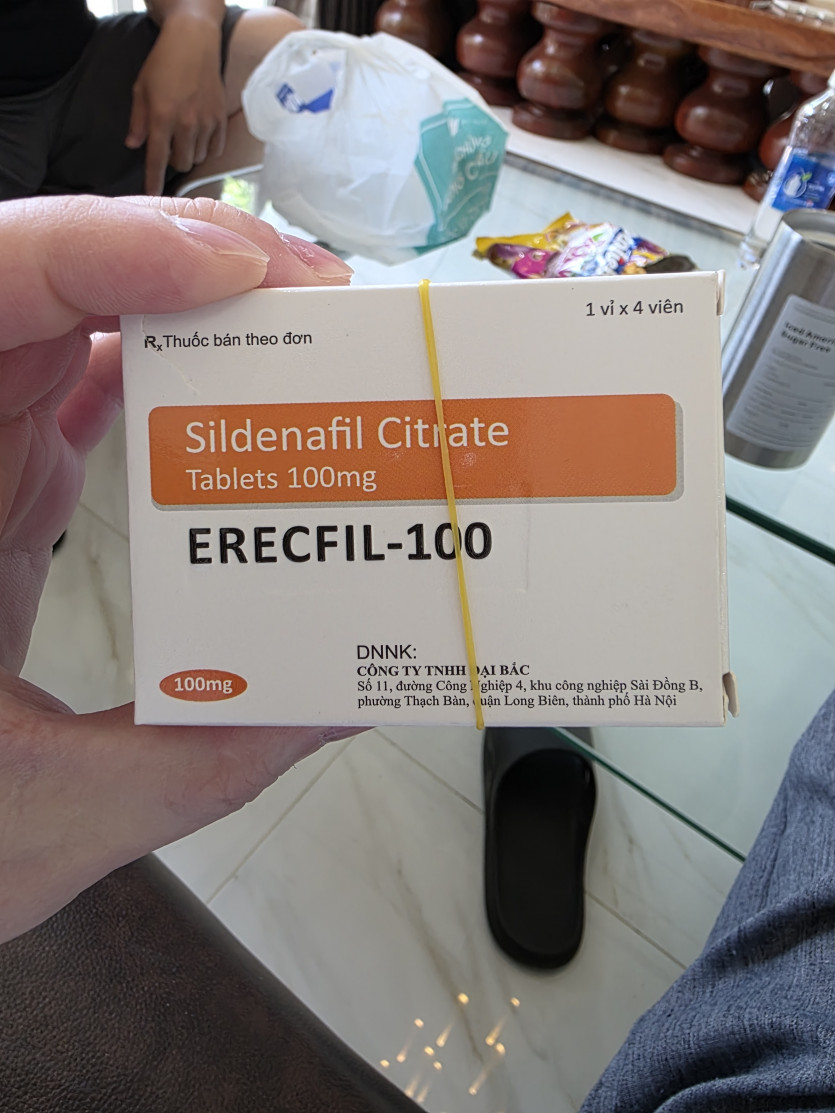 ℞ Thuốc bán theo đơn
1 vỉ x 4 viên
Sildenafil Citrate
Tablets 100mg
ERECFIL-100
100mg
DNNK:
CÔNG TY TNHH ĐẠI BẮC
Số 11, đường Công Nghiệp 4, khu công nghiệp Sài Đồng B,
phường Thạch Bàn, quận Long Biên, thành phố Hà Nội
Sugar Free